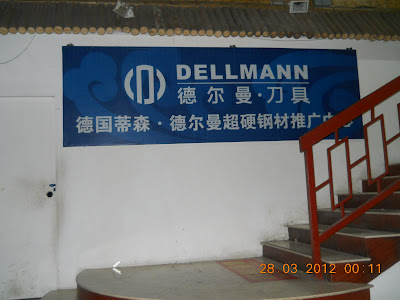 DELLMANN
德尔曼·刀具
德国蒂森·德尔曼超硬钢材推广中心
28.03.2012 00:11